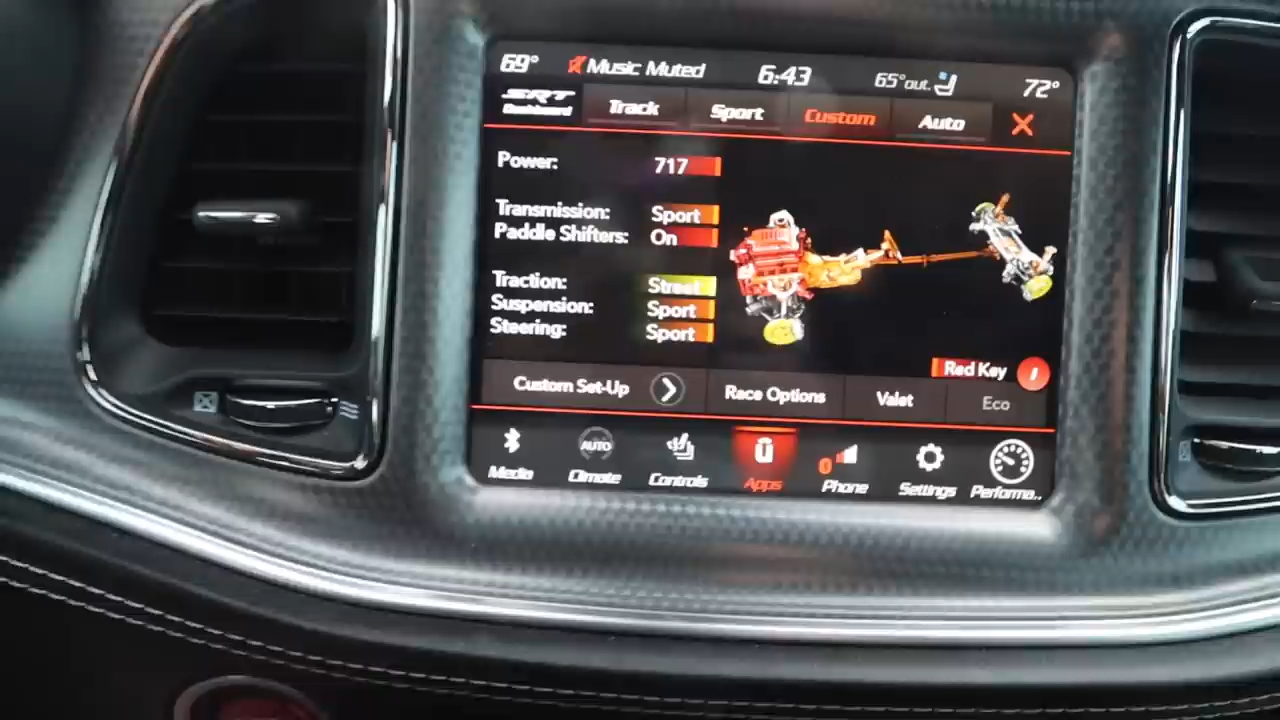 69° Music Muted 6:43 65°out. 72°
SRT Dashboard Track Sport Custom Auto X
Power: 717
Transmission: Sport
Paddle Shifters: On
Traction: Street
Suspension: Sport
Steering: Sport
Red Key
Custom Set-Up Race Options Valet Eco
AUTO
0
Media Climate Controls Apps Phone Settings Performa..